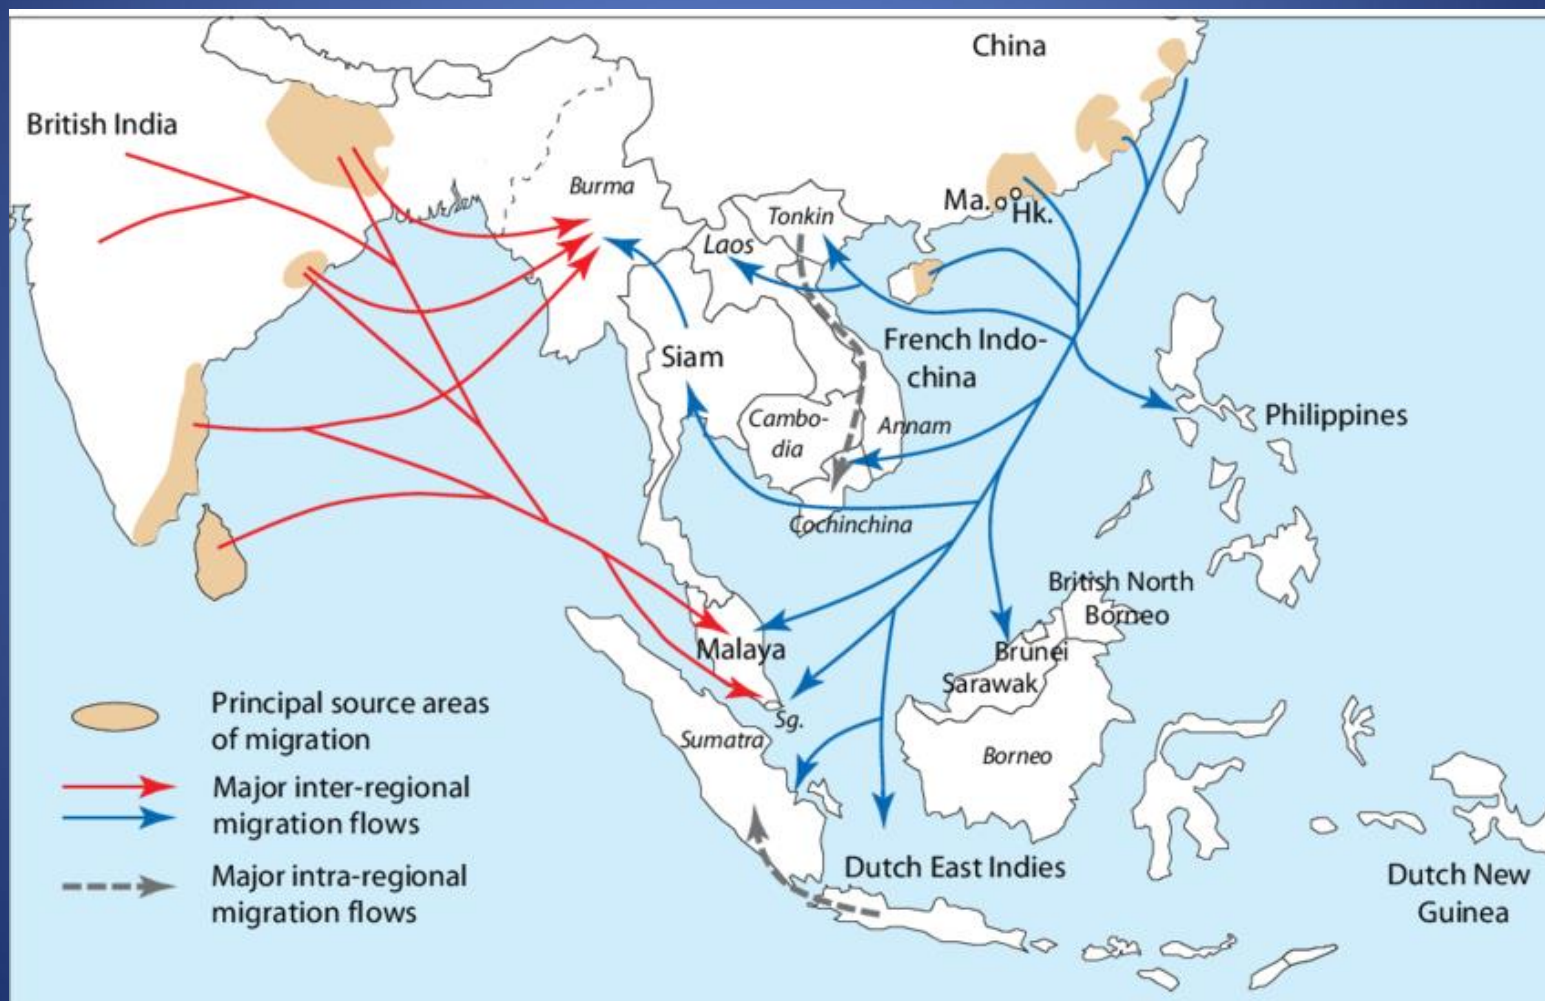 China
British India
Burma
Ma.
Hk.
Tonkin
Laos
French Indo-
china
Siam
Cambo-
dia
Annam
Philippines
Cochinchina
British North
Borneo
Malaya
Brunei
Sarawak
Sg.
Sumatra
Borneo
Dutch East Indies
Dutch New
Guinea
Principal source areas
of migration
Major inter-regional
migration flows
Major intra-regional
migration flows